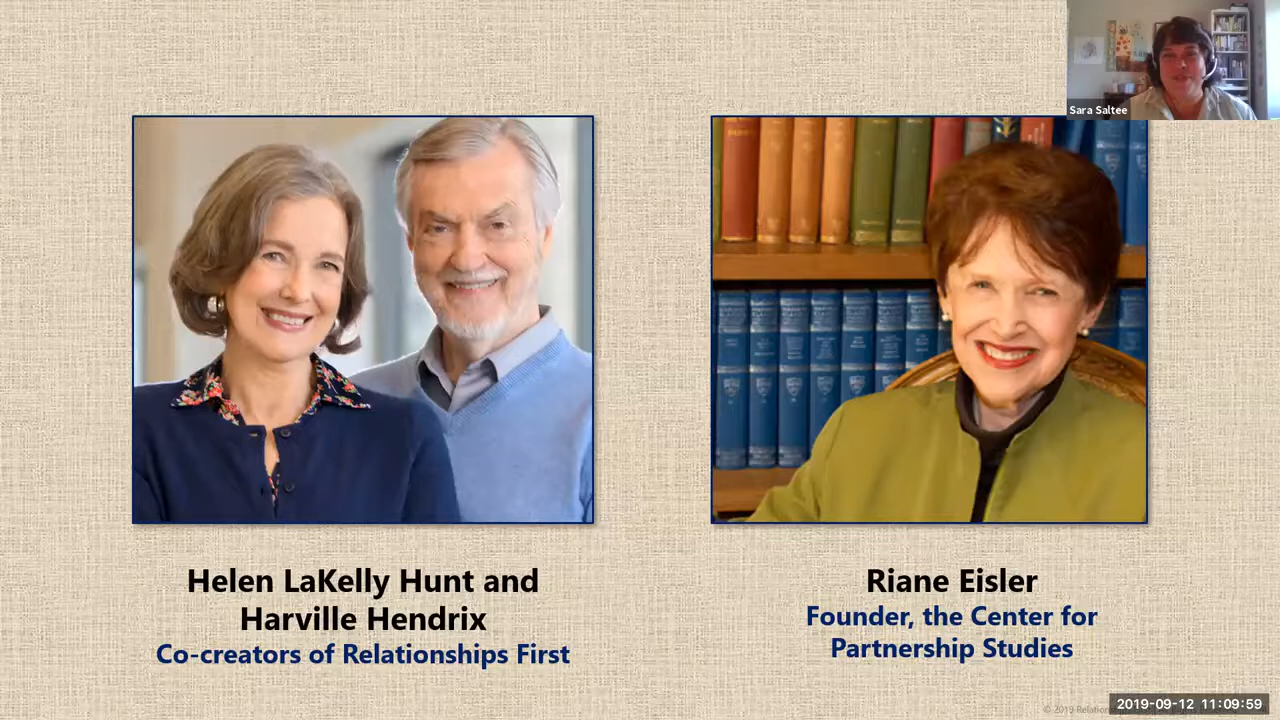 Sara Saltee
Helen LaKelly Hunt and
Harville Hendrix
Co-creators of Relationships First
Riane Eisler
Founder, the Center for
Partnership Studies
© 2019
2019-09-12 11:09:59